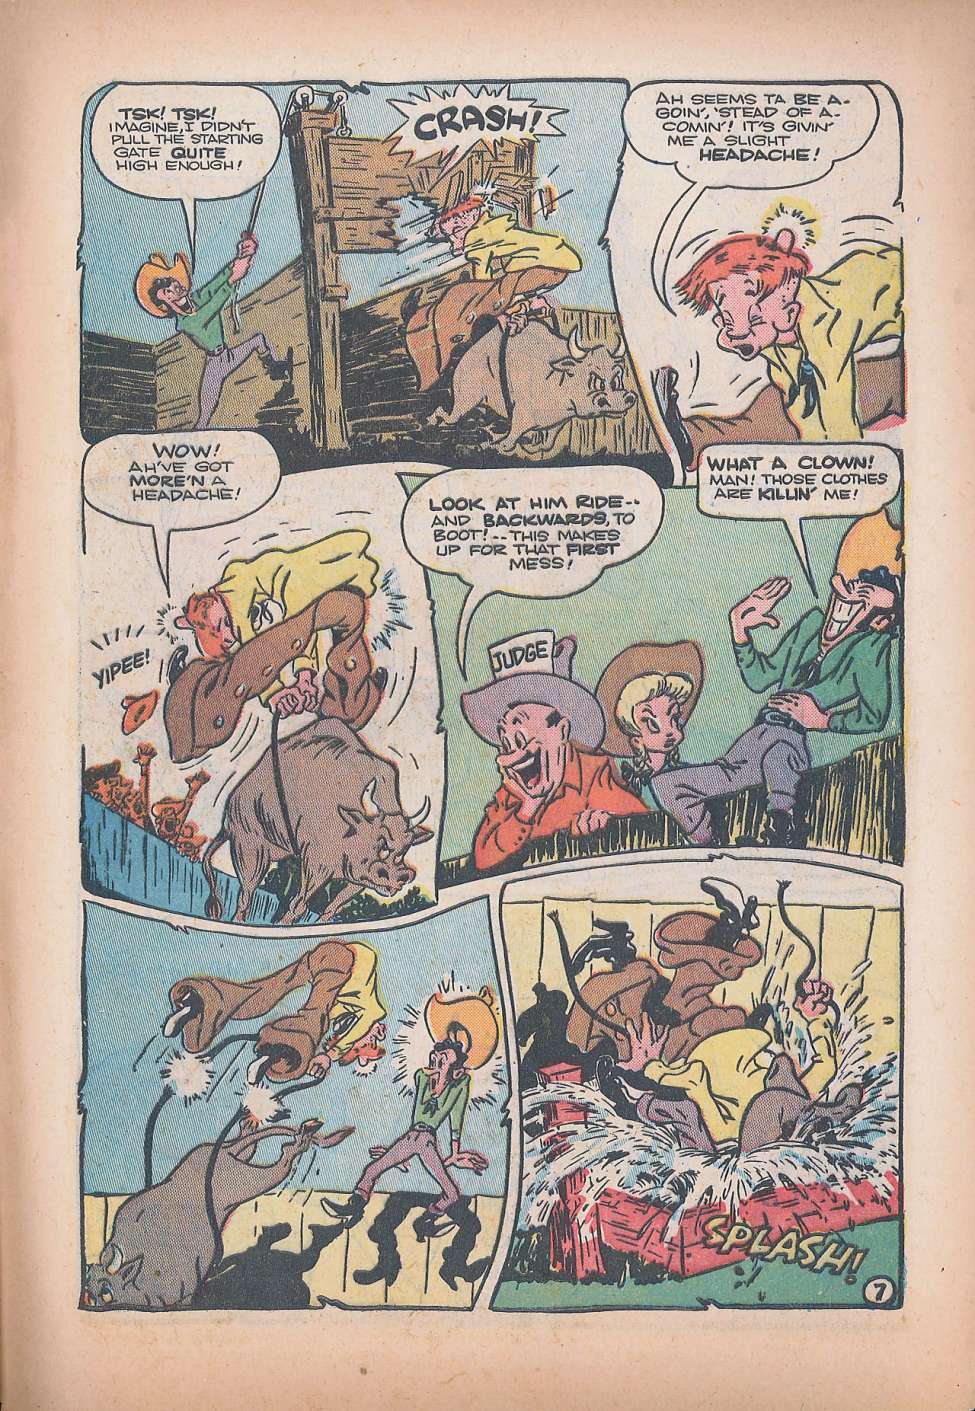 TSK! TSK!
IMAGINE, I DIDN'T
PULL THE STARTING
GATE QUITE
HIGH ENOUGH!
CRASH!
AH SEEMS TA BE A-
GOIN', 'STEAD OF A-
COMIN'! IT'S GIVIN'
ME A SLIGHT
HEADACHE!
WOW!
AH'VE GOT
MORE'N A
HEADACHE!
YIPEE!
LOOK AT HIM RIDE--
AND BACKWARDS, TO
BOOT!--THIS MAKES
UP FOR THAT FIRST
MESS!
JUDGE
WHAT A CLOWN!
MAN! THOSE CLOTHES
ARE KILLIN' ME!
SPLASH!
7